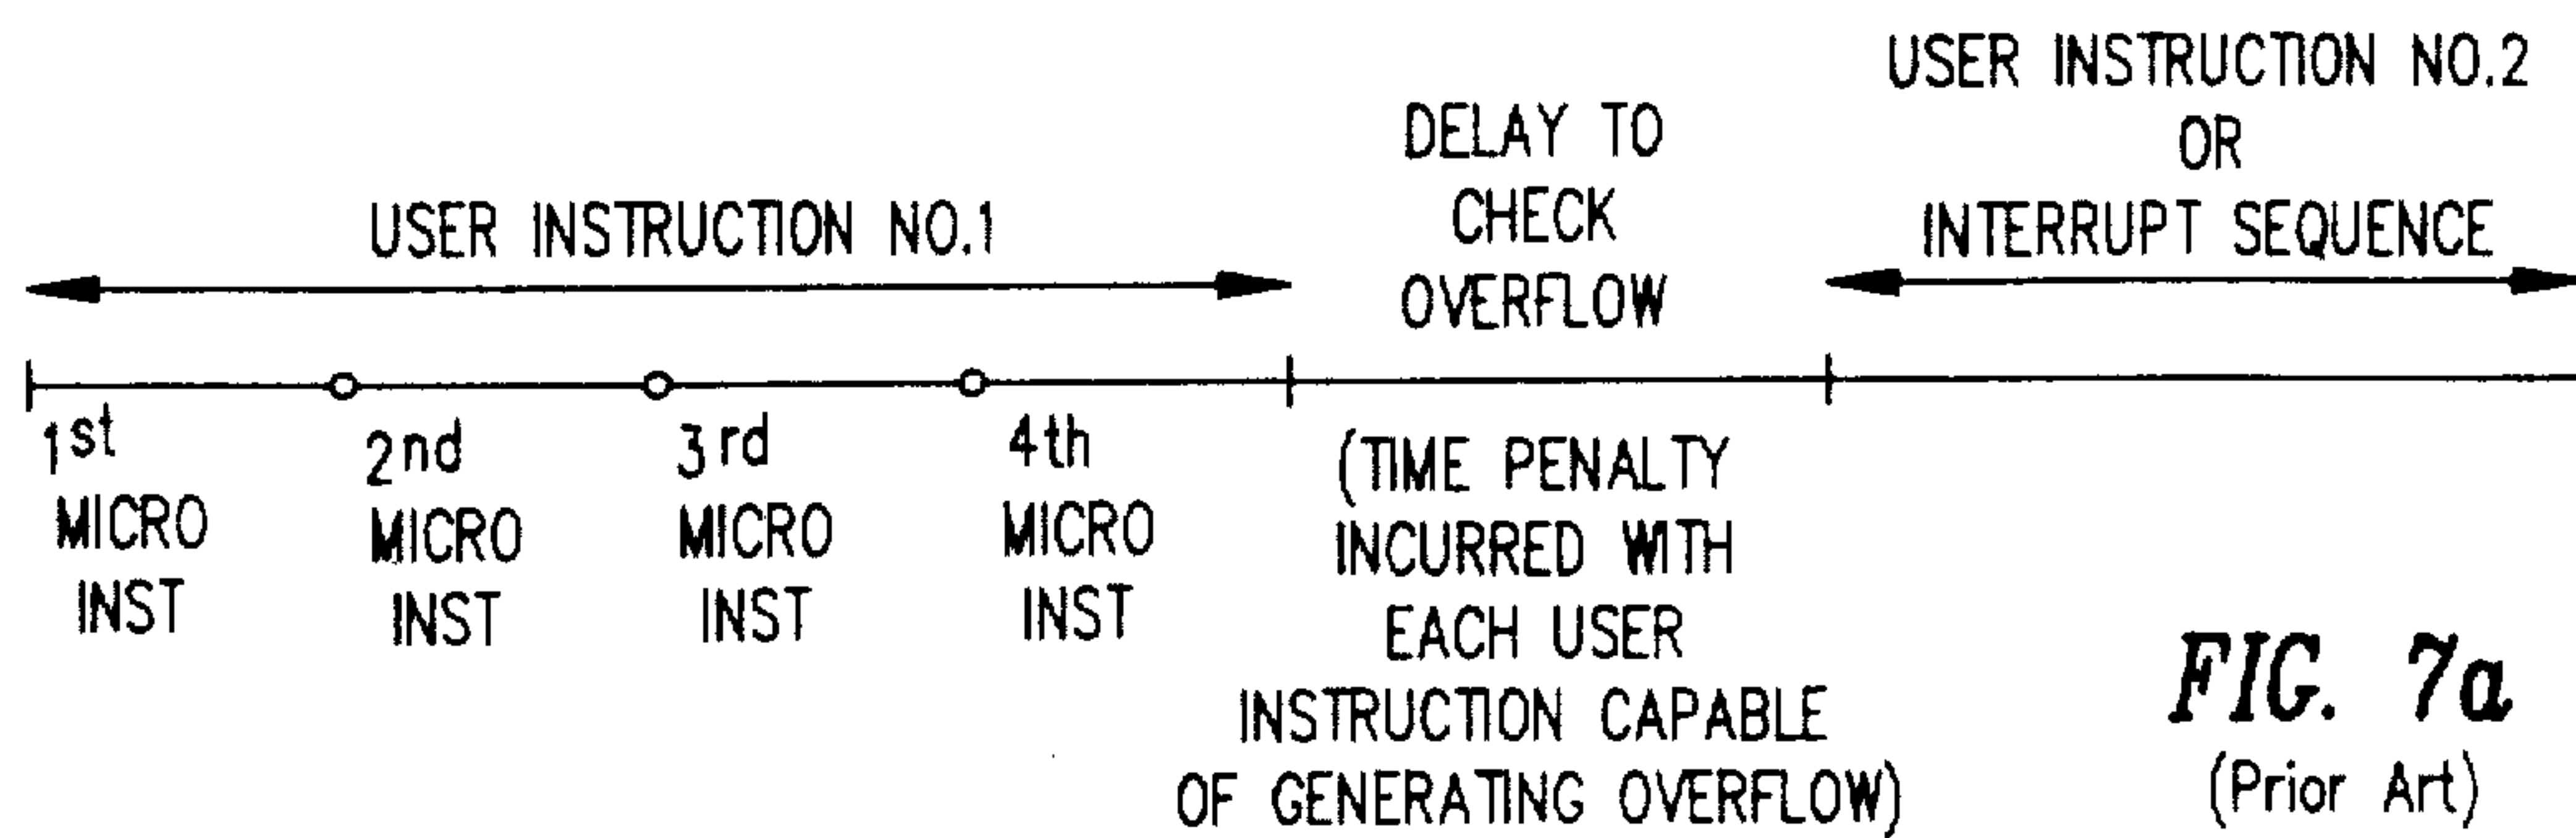 USER INSTRUCTION NO.1
DELAY TO
CHECK
OVERFLOW
USER INSTRUCTION NO.2
OR
INTERRUPT SEQUENCE
1st
MICRO
INST
2nd
MICRO
INST
3rd
MICRO
INST
4th
MICRO
INST
(TIME PENALTY
INCURRED WITH
EACH USER
INSTRUCTION CAPABLE
OF GENERATING OVERFLOW)
FIG. 7a
(Prior Art)